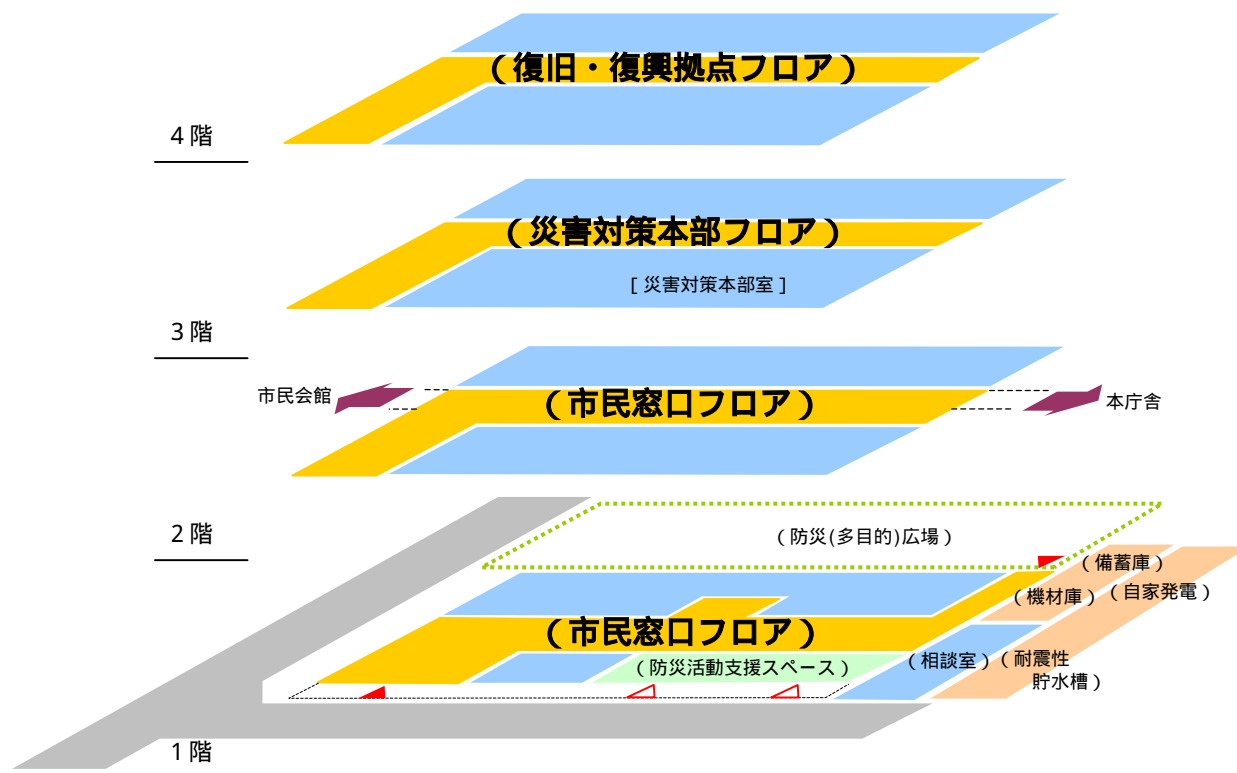 （復旧・復興拠点フロア）
4階
（災害対策本部フロア）
[災害対策本部室]
3階
市民会館
（市民窓口フロア）
本庁舎
2階
（防災(多目的)広場）
（備蓄庫）
（機材庫）
（自家発電）
（市民窓口フロア）
（防災活動支援スペース）
（相談室）
（耐震性
貯水槽）
1階